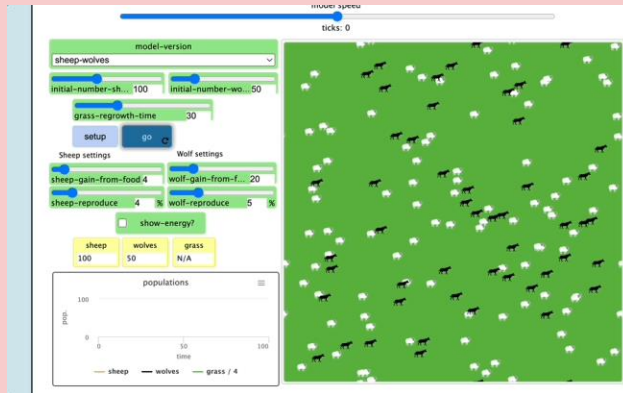 model speed
ticks: 0
model-version
sheep-wolves
initial-number-sh... 100
initial-number-wo... 50
grass-regrowth-time 30
setup
go
Sheep settings
Wolf settings
sheep-gain-from-food 4
wolf-gain-from-f... 20
sheep-reproduce 4 %
wolf-reproduce 5 %
show-energy?
sheep
wolves
grass
100
50
N/A
populations
pop.
100
0
0
50
100
time
sheep
wolves
grass / 4